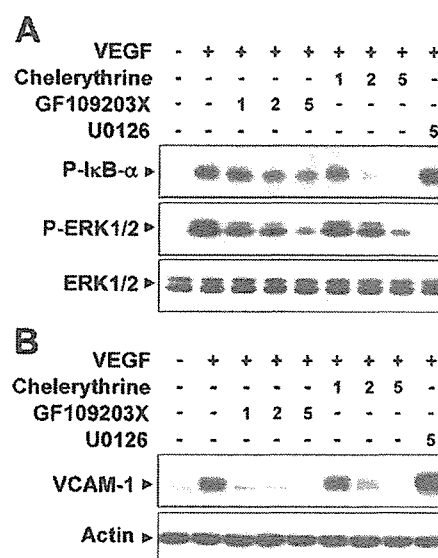 A
VEGF - + + + + + + + +
Chelerythrine - - - - - 1 2 5 -
GF109203X - - 1 2 5 - - - -
U0126 - - - - - - - - 5
P-IκB-α
P-ERK1/2
ERK1/2
B
VEGF - + + + + + + + +
Chelerythrine - - - - - 1 2 5 -
GF109203X - - 1 2 5 - - - -
U0126 - - - - - - - - 5
VCAM-1
Actin